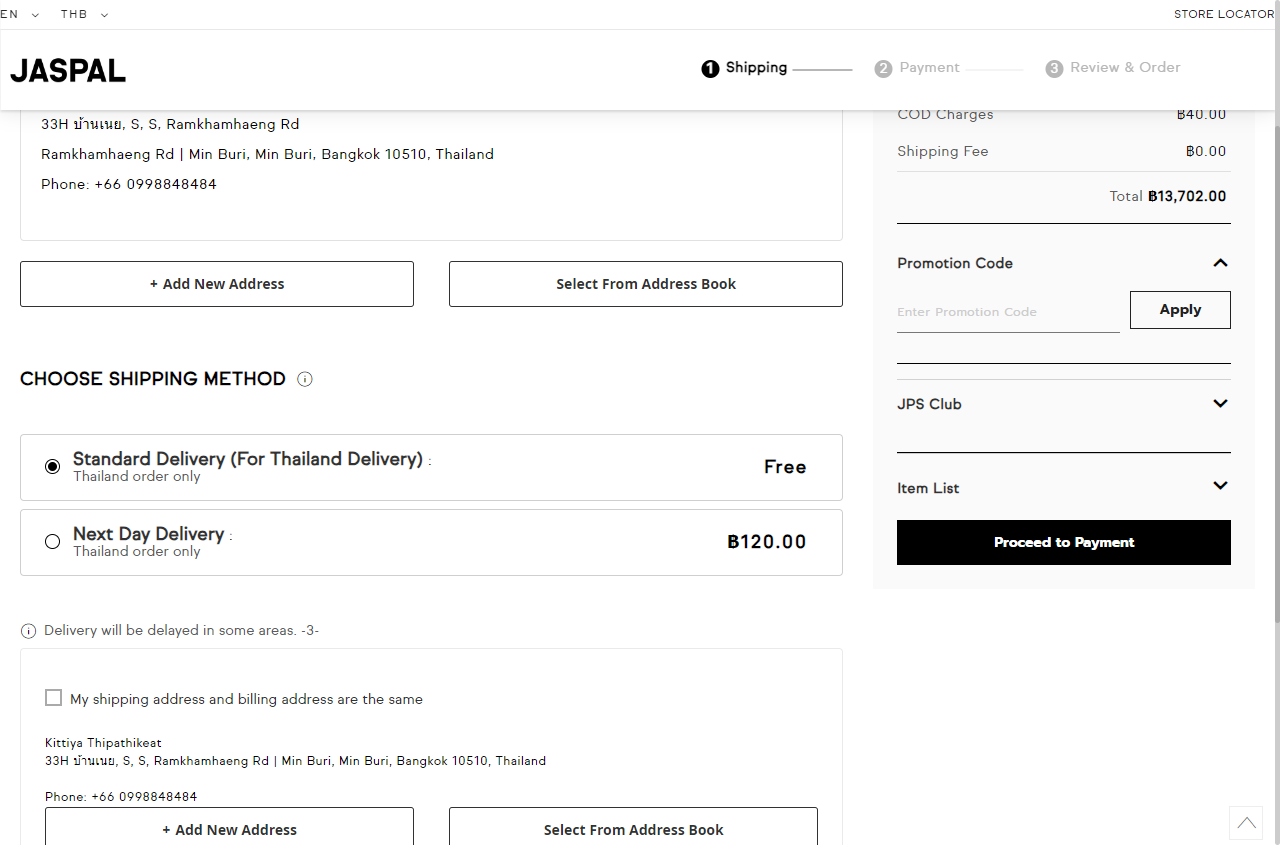 EN THB STORE LOCATOR
JASPAL
1 Shipping 2 Payment 3 Review & Order
33H บ้านเนย, S, S, Ramkhamhaeng Rd
Ramkhamhaeng Rd | Min Buri, Min Buri, Bangkok 10510, Thailand
Phone: +66 0998848484
+ Add New Address
Select From Address Book
CHOOSE SHIPPING METHOD
Standard Delivery (For Thailand Delivery) :
Thailand order only
Free
Next Day Delivery :
Thailand order only
฿120.00
Delivery will be delayed in some areas. -3-
My shipping address and billing address are the same
Kittiya Thipathikeat
33H บ้านเนย, S, S, Ramkhamhaeng Rd | Min Buri, Min Buri, Bangkok 10510, Thailand
Phone: +66 0998848484
+ Add New Address
Select From Address Book
COD Charges ฿40.00
Shipping Fee ฿0.00
Total ฿13,702.00
Promotion Code
Enter Promotion Code
Apply
JPS Club
Item List
Proceed to Payment